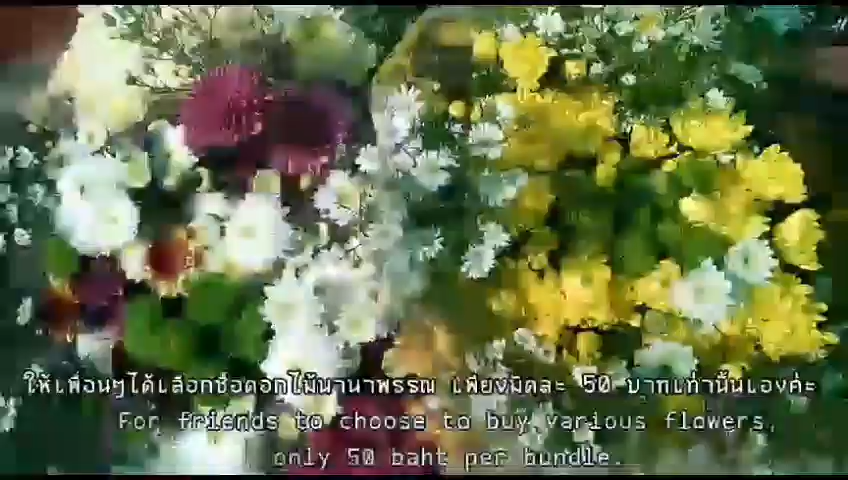 ให้เพื่อนๆได้เลือกซื้อดอกไม้นานาพรรณ เพียงมัดละ 50 บาทเท่านั้นเองค่ะ
For friends to choose to buy various flowers,
only 50 baht per bundle.